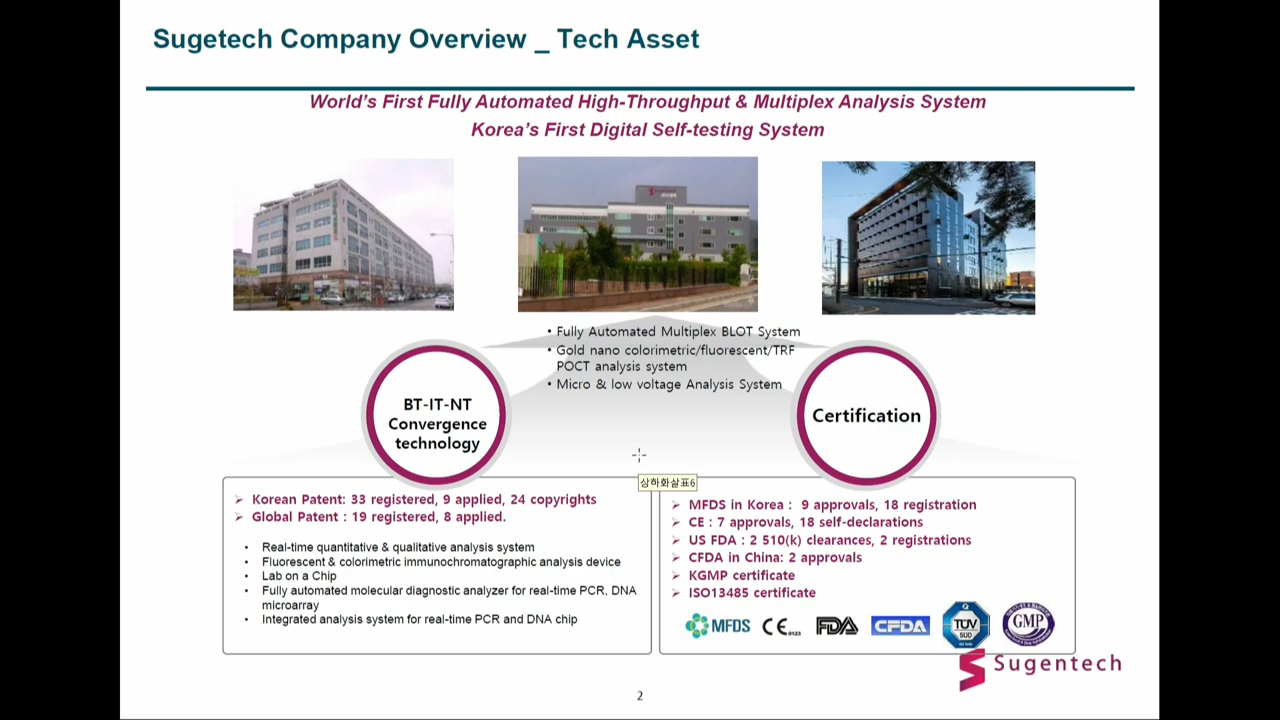 Sugetech Company Overview _ Tech Asset
World's First Fully Automated High-Throughput & Multiplex Analysis System
Korea's First Digital Self-testing System
Sugentech
• Fully Automated Multiplex BLOT System
• Gold nano colorimetric/fluorescent/TRF
POCT analysis system
• Micro & low voltage Analysis System
BT-IT-NT
Convergence
technology
Certification
상하화살표6
➢ Korean Patent: 33 registered, 9 applied, 24 copyrights
➢ Global Patent : 19 registered, 8 applied.
• Real-time quantitative & qualitative analysis system
• Fluorescent & colorimetric immunochromatographic analysis device
• Lab on a Chip
• Fully automated molecular diagnostic analyzer for real-time PCR, DNA
microarray
• Integrated analysis system for real-time PCR and DNA chip
➢ MFDS in Korea : 9 approvals, 18 registration
➢ CE : 7 approvals, 18 self-declarations
➢ US FDA : 2 510(k) clearances, 2 registrations
➢ CFDA in China: 2 approvals
➢ KGMP certificate
➢ ISO13485 certificate
MFDS
CE 0123
FDA
CFDA
TÜV
SUD
GMP
Sugentech
2